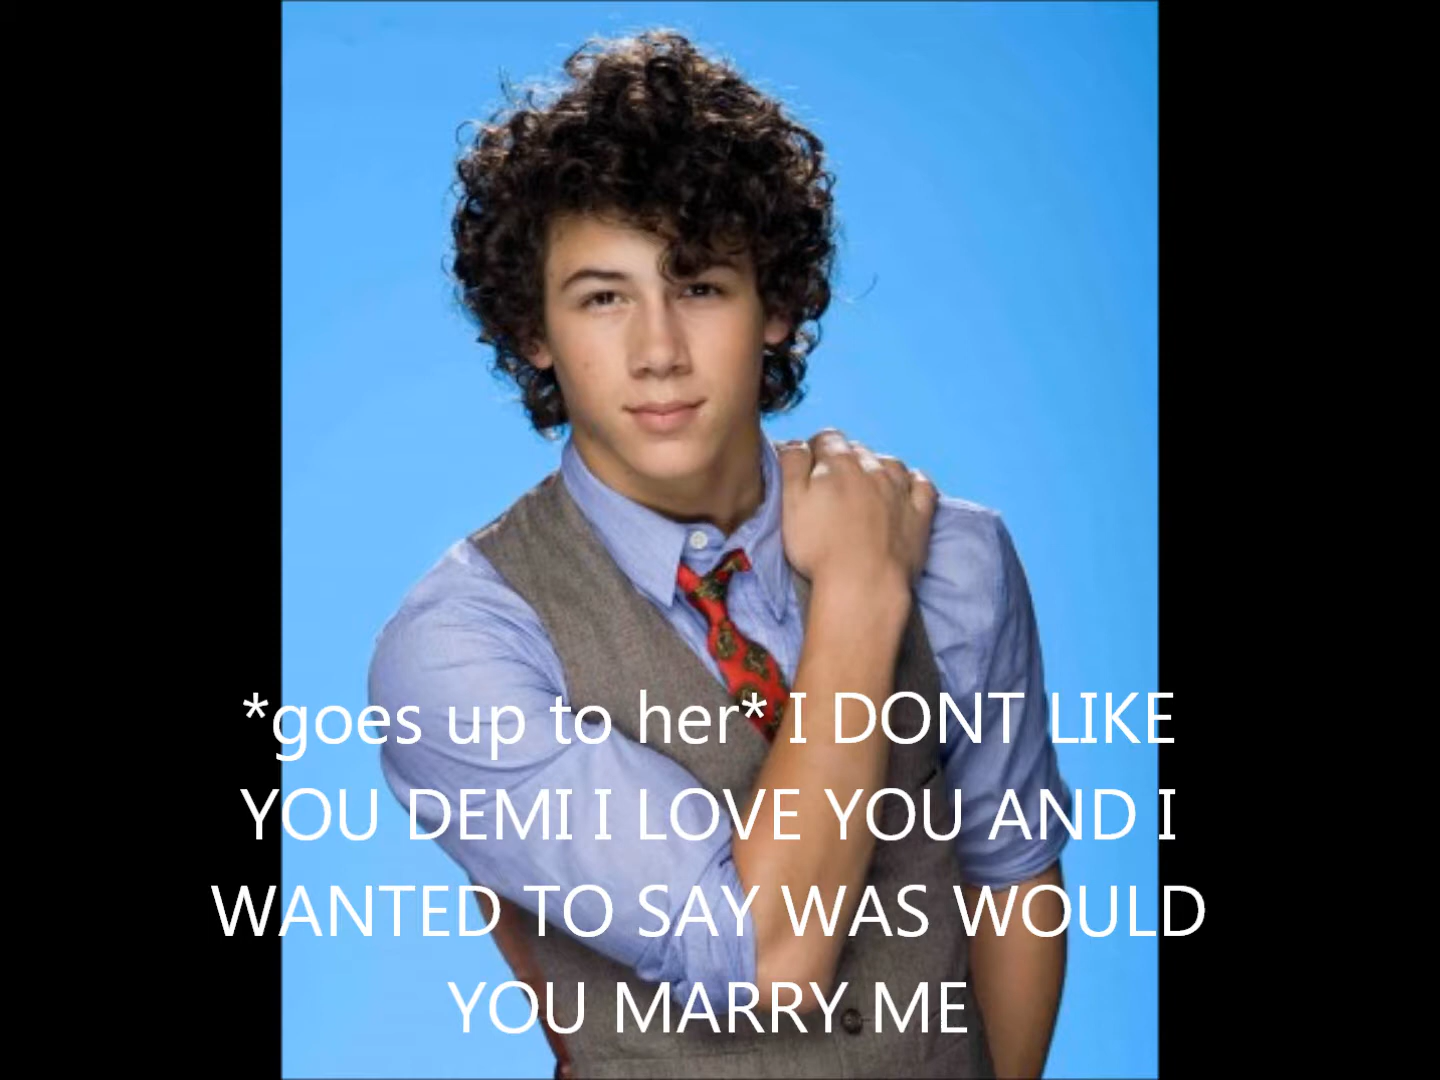 *goes up to her* I DONT LIKE
YOU DEMI I LOVE YOU AND I
WANTED TO SAY WAS WOULD
YOU MARRY ME